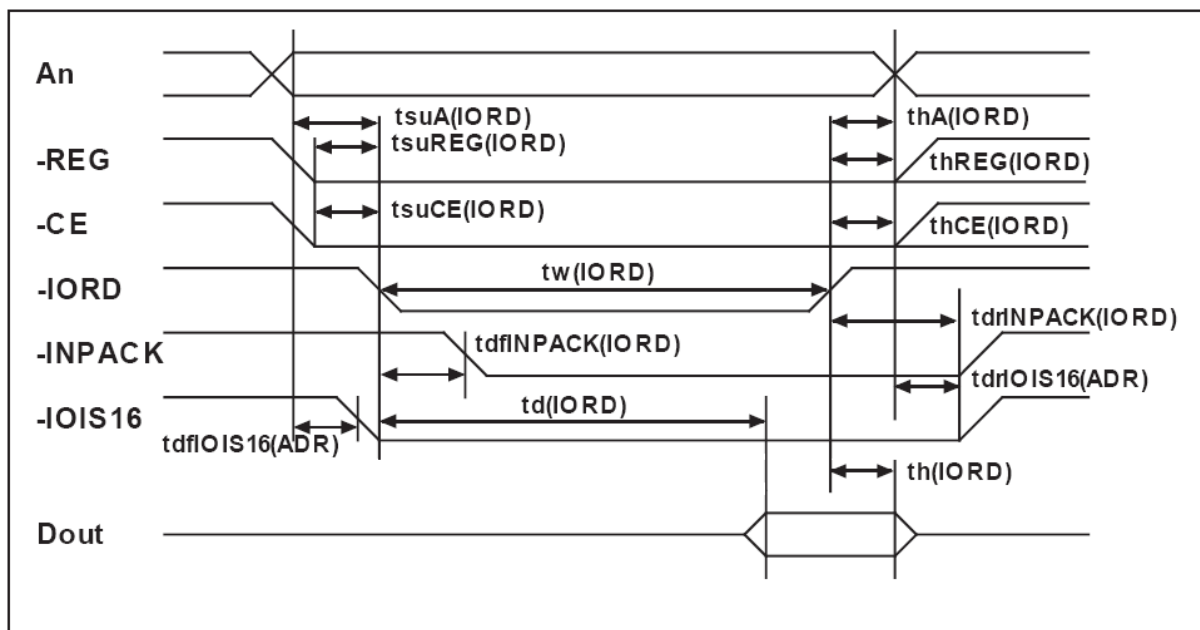 An
tsuA(IORD)
thA(IORD)
tsuREG(IORD)
-REG
thREG(IORD)
tsuCE(IORD)
-CE
thCE(IORD)
tw(IORD)
-IORD
tdrINPACK(IORD)
tdfINPACK(IORD)
-INPACK
tdrIOIS16(ADR)
td(IORD)
-IOIS16
tdfIOIS16(ADR)
th(IORD)
Dout